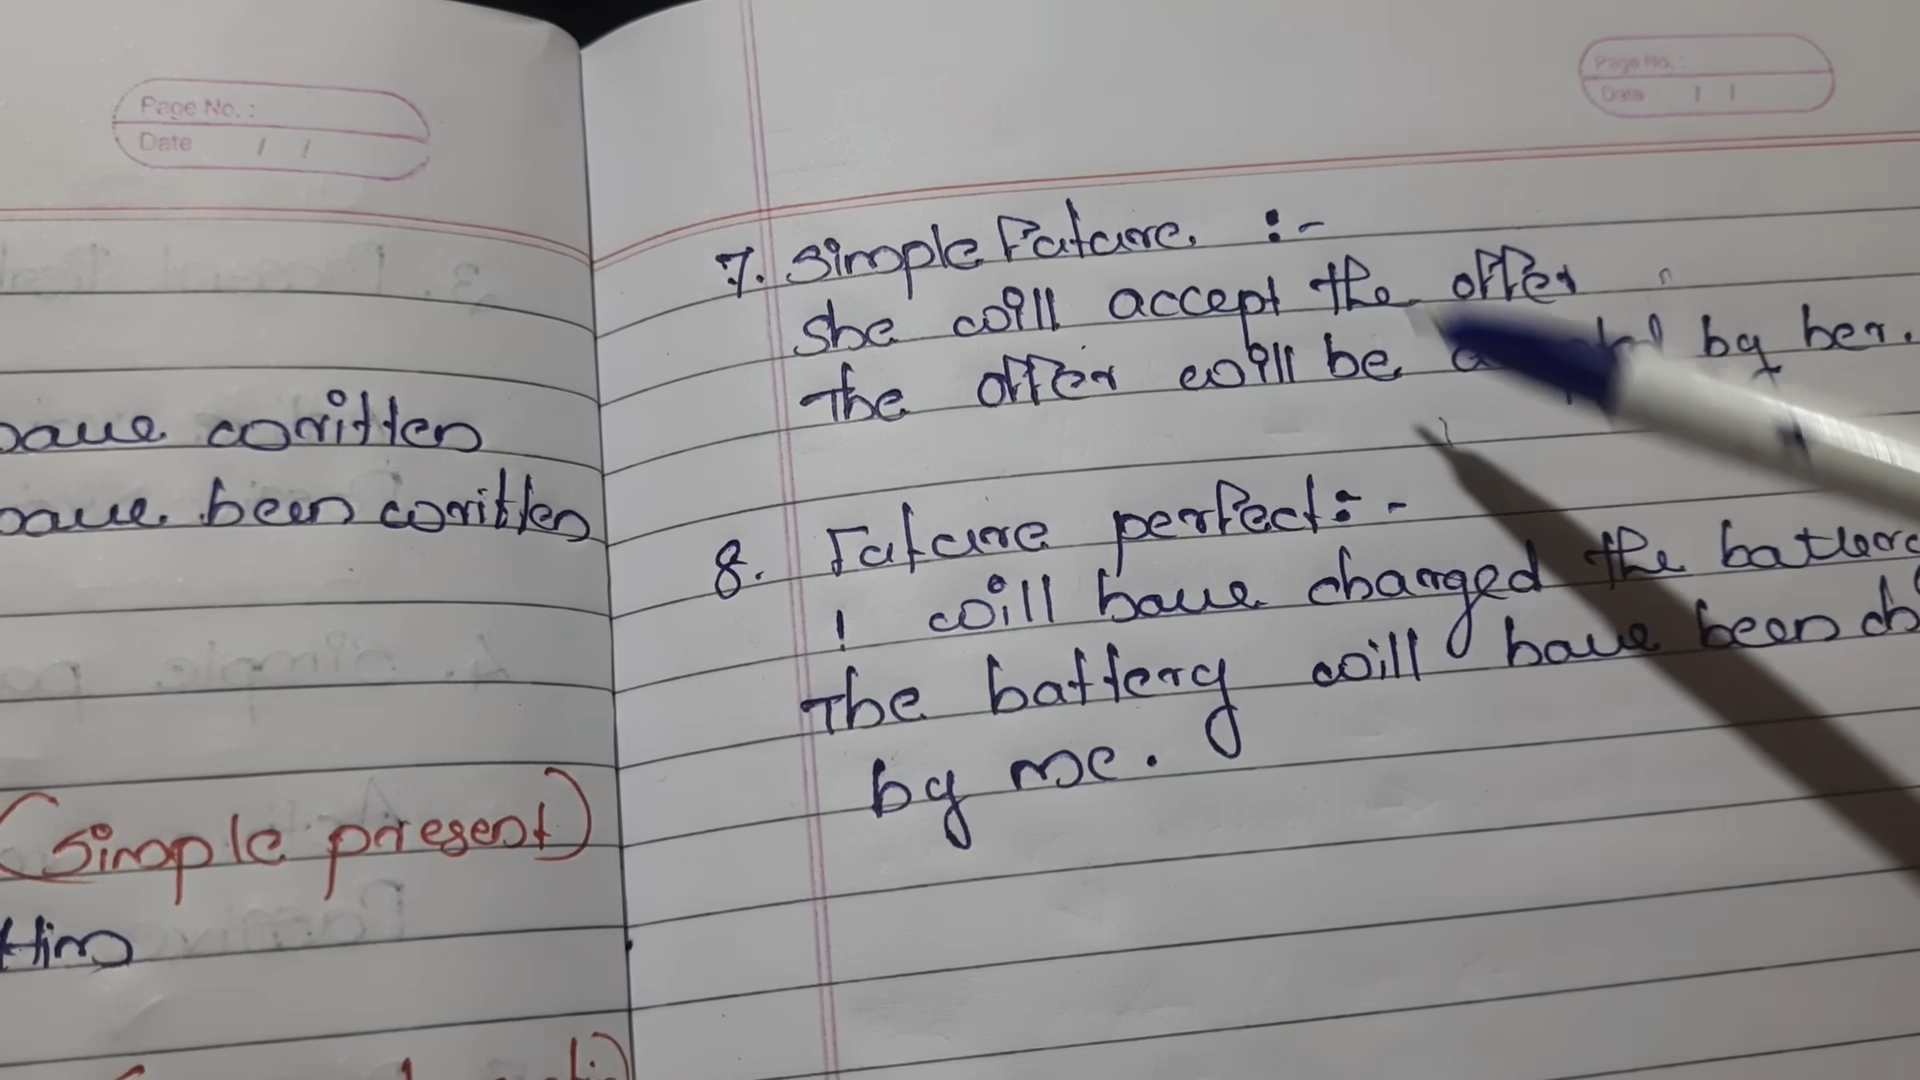 Page No. :
Date / /
have written
have been written
(Simple present)
Him
Page No. :
Date / /
7. Simple Future :-
She will accept the offer
The offer will be by her.
8. Future perfect :-
I will have changed the
The battery will have been
by me.